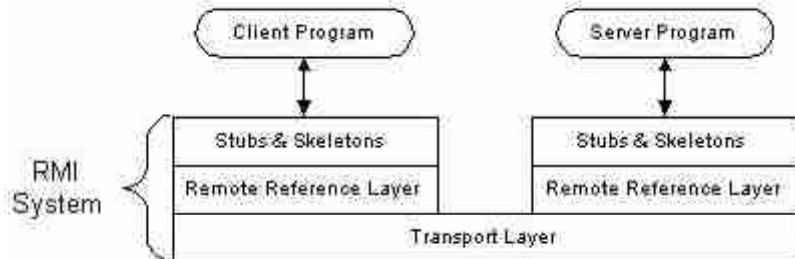 Client Program
Server Program
Stubs & Skeletons
Stubs & Skeletons
RMI
System
Remote Reference Layer
Remote Reference Layer
Transport Layer